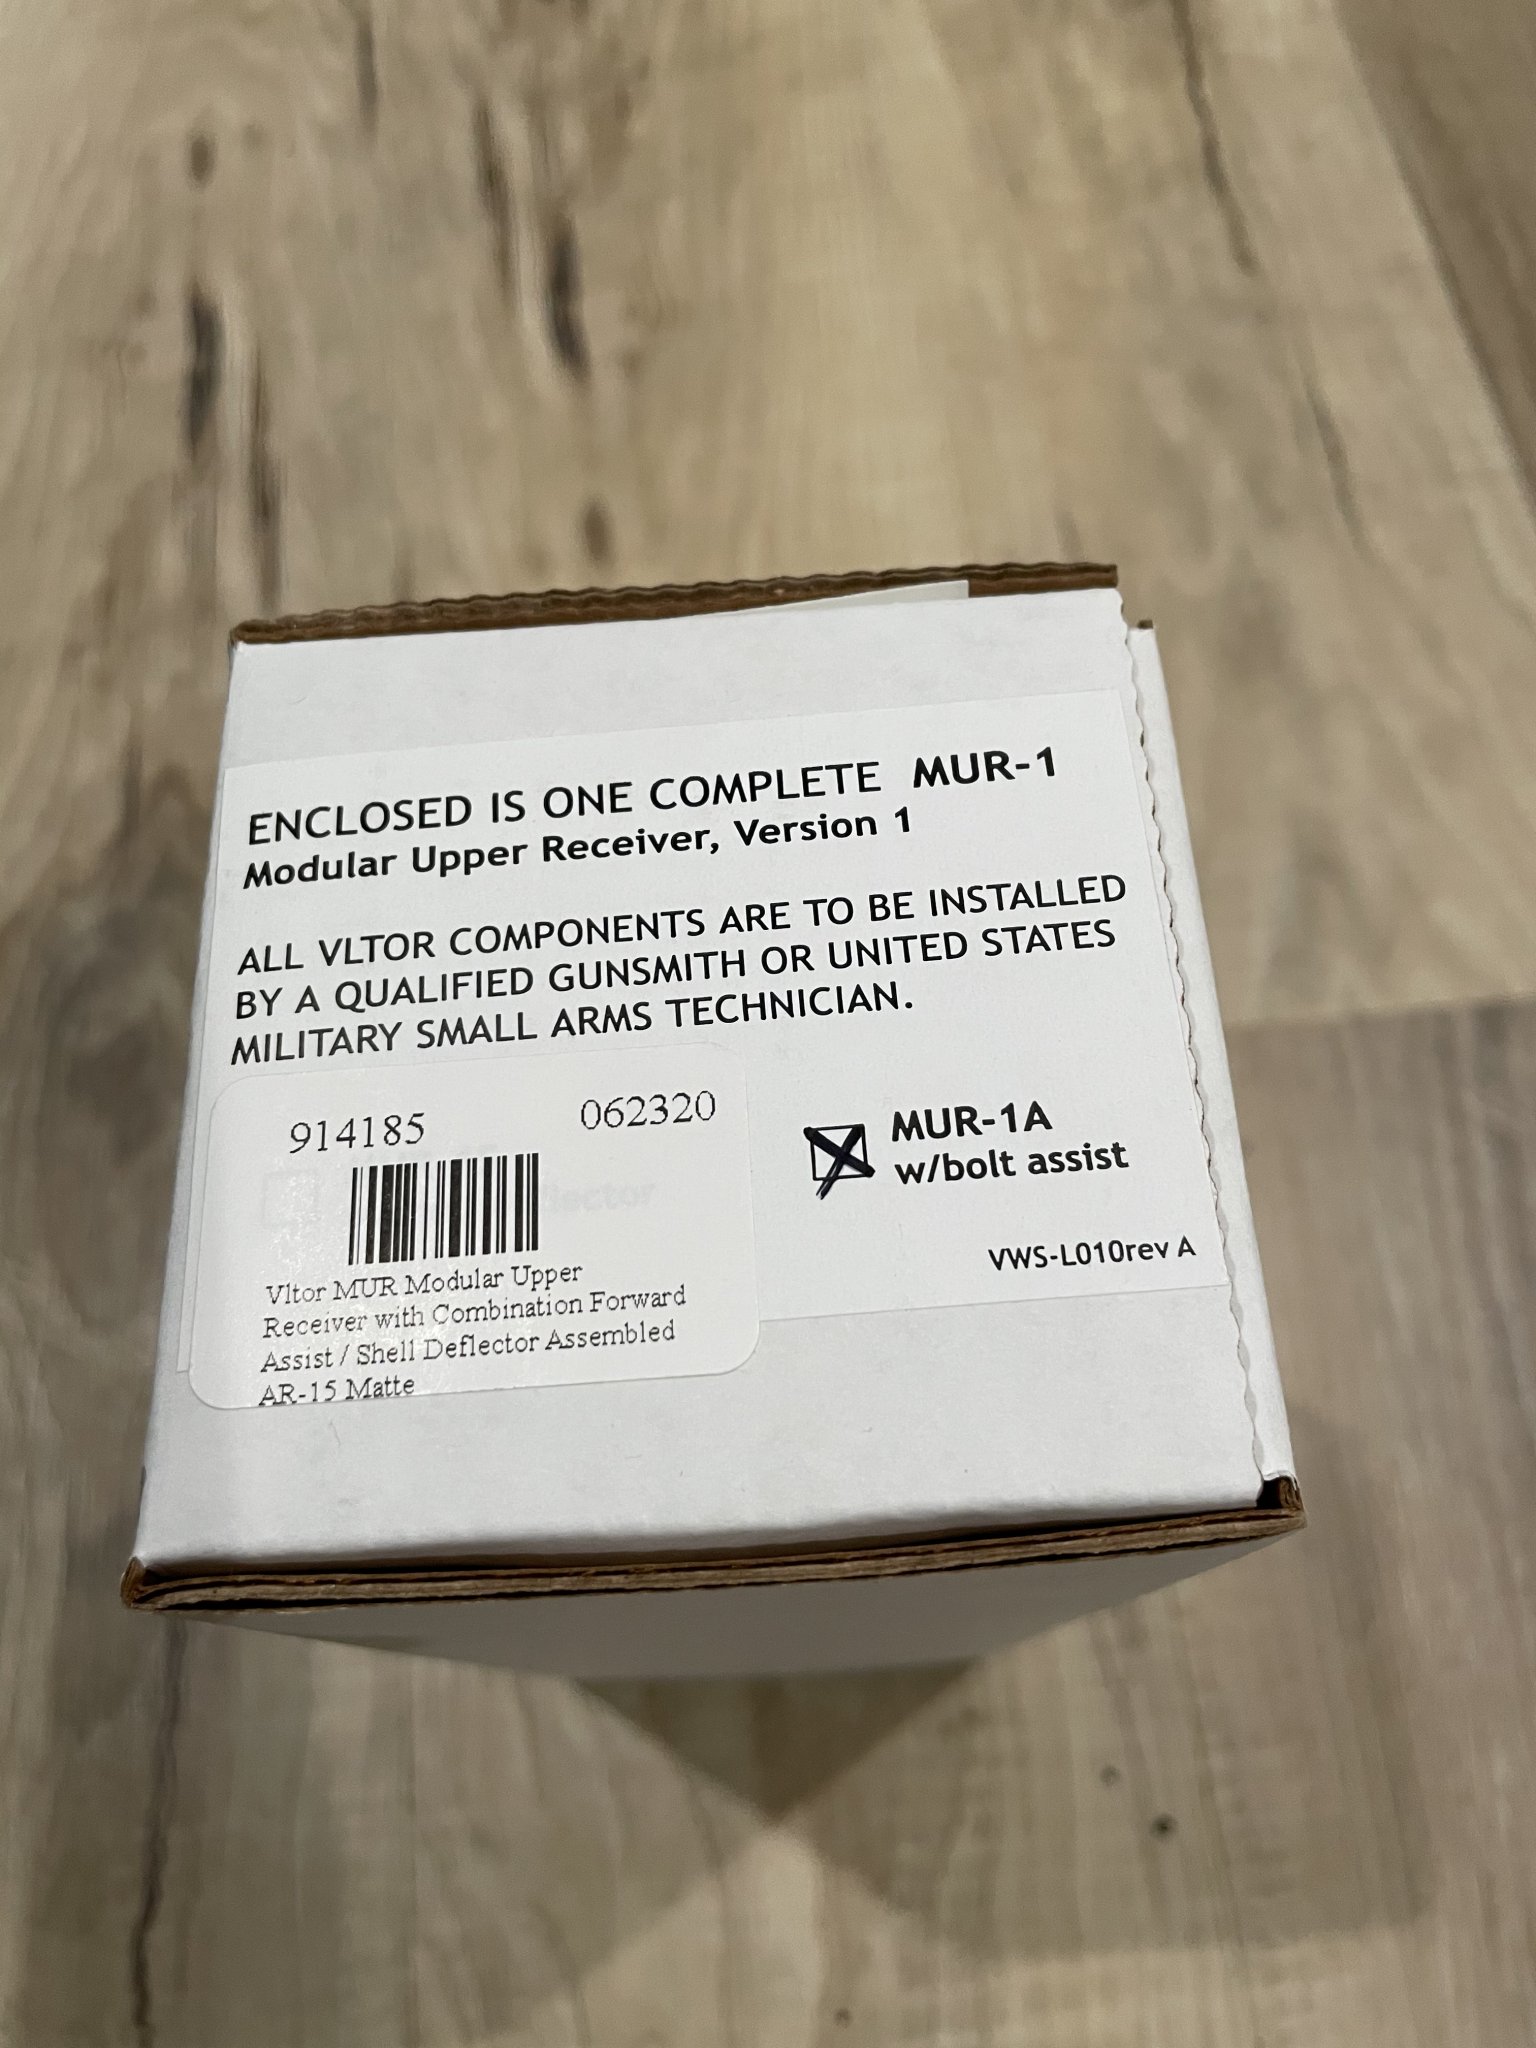 ENCLOSED IS ONE COMPLETE MUR-1
Modular Upper Receiver, Version 1
ALL VLTOR COMPONENTS ARE TO BE INSTALLED
BY A QUALIFIED GUNSMITH OR UNITED STATES
MILITARY SMALL ARMS TECHNICIAN.
914185 062320
Vltor MUR Modular Upper
Receiver with Combination Forward
Assist / Shell Deflector Assembled
AR-15 Matte
MUR-1A
w/bolt assist
VWS-L010rev A